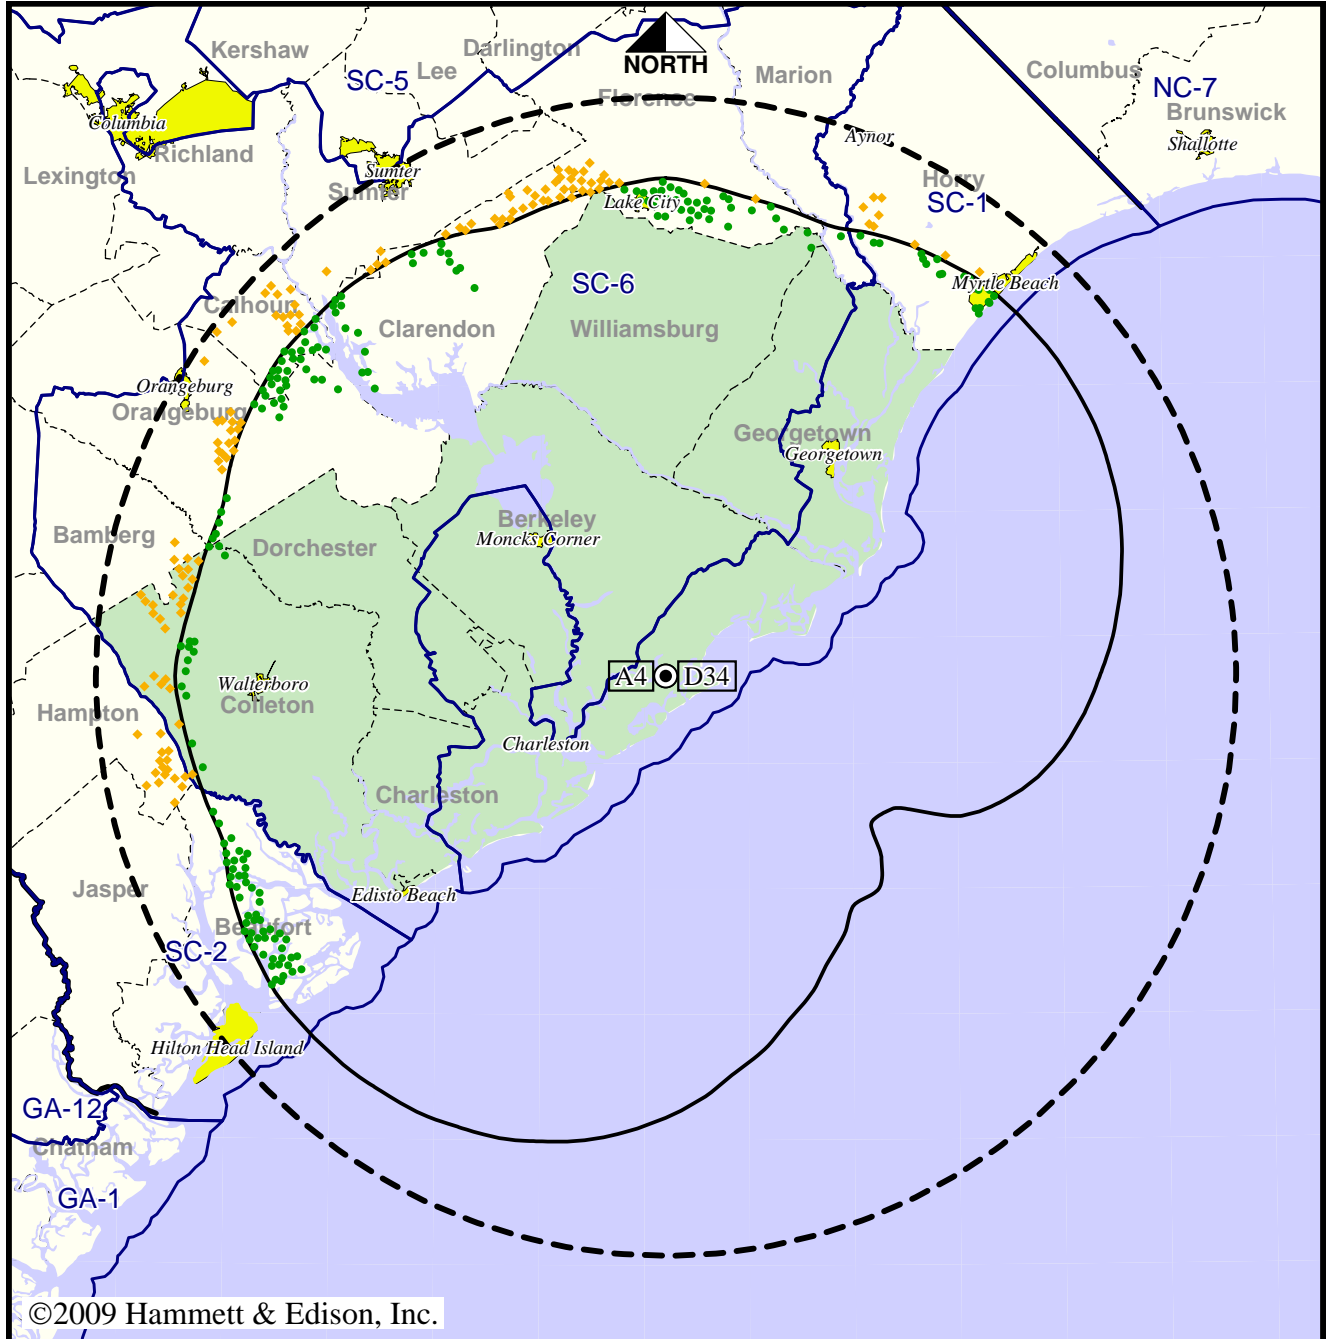 Kershaw
Darlington
Lee
SC-5
NORTH
Marion
Columbus
NC-7
Florence
Brunswick
Columbia
Aynor
Shallotte
Richland
Lexington
Sumter
Sumter
Horry
SC-1
Lake City
SC-6
Myrtle Beach
Calhoun
Clarendon
Williamsburg
Orangeburg
Orangeburg
Georgetown
Georgetown
Berkeley
Moncks Corner
Bamberg
Dorchester
A4
D34
Walterboro
Colleton
Hampton
Charleston
Charleston
Jasper
Edisto Beach
Beaufort
SC-2
Hilton Head Island
GA-12
Chatham
GA-1
©2009 Hammett & Edison, Inc.